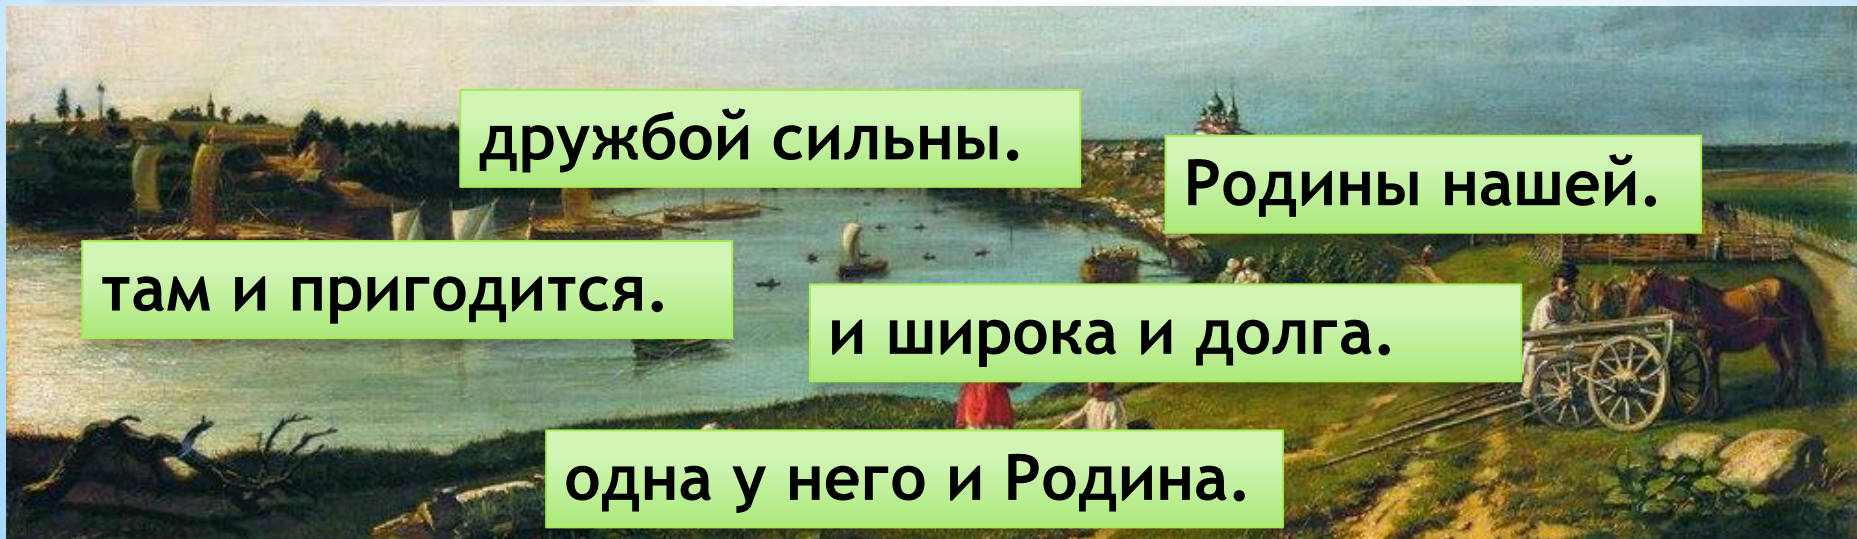 дружбой сильны.
Родины нашей.
там и пригодится.
и широка и долга.
одна у него и Родина.